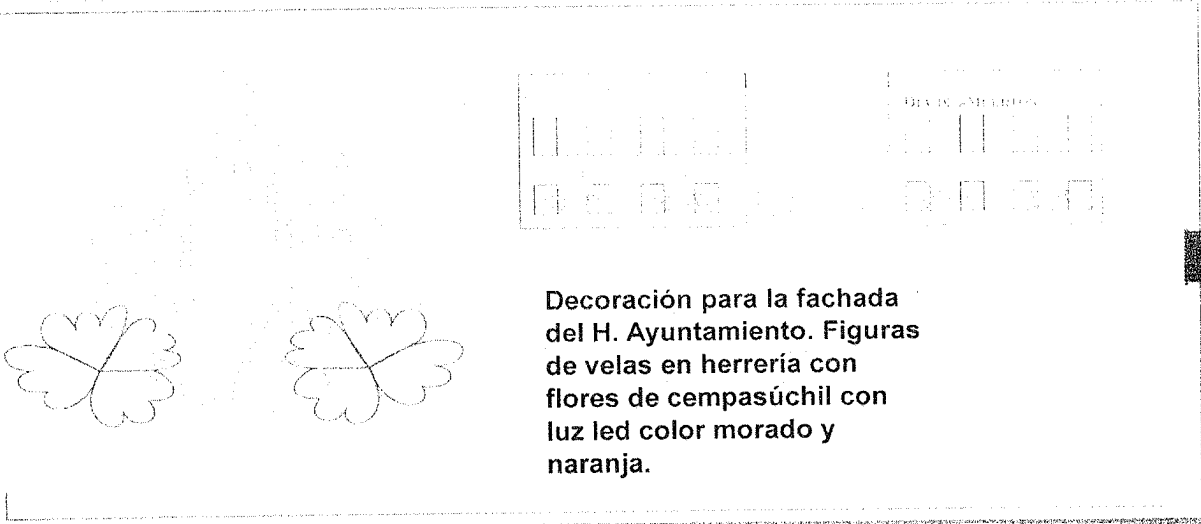 Decoración para la fachada
del H. Ayuntamiento. Figuras
de velas en herrería con
flores de cempasúchil con
luz led color morado y
naranja.